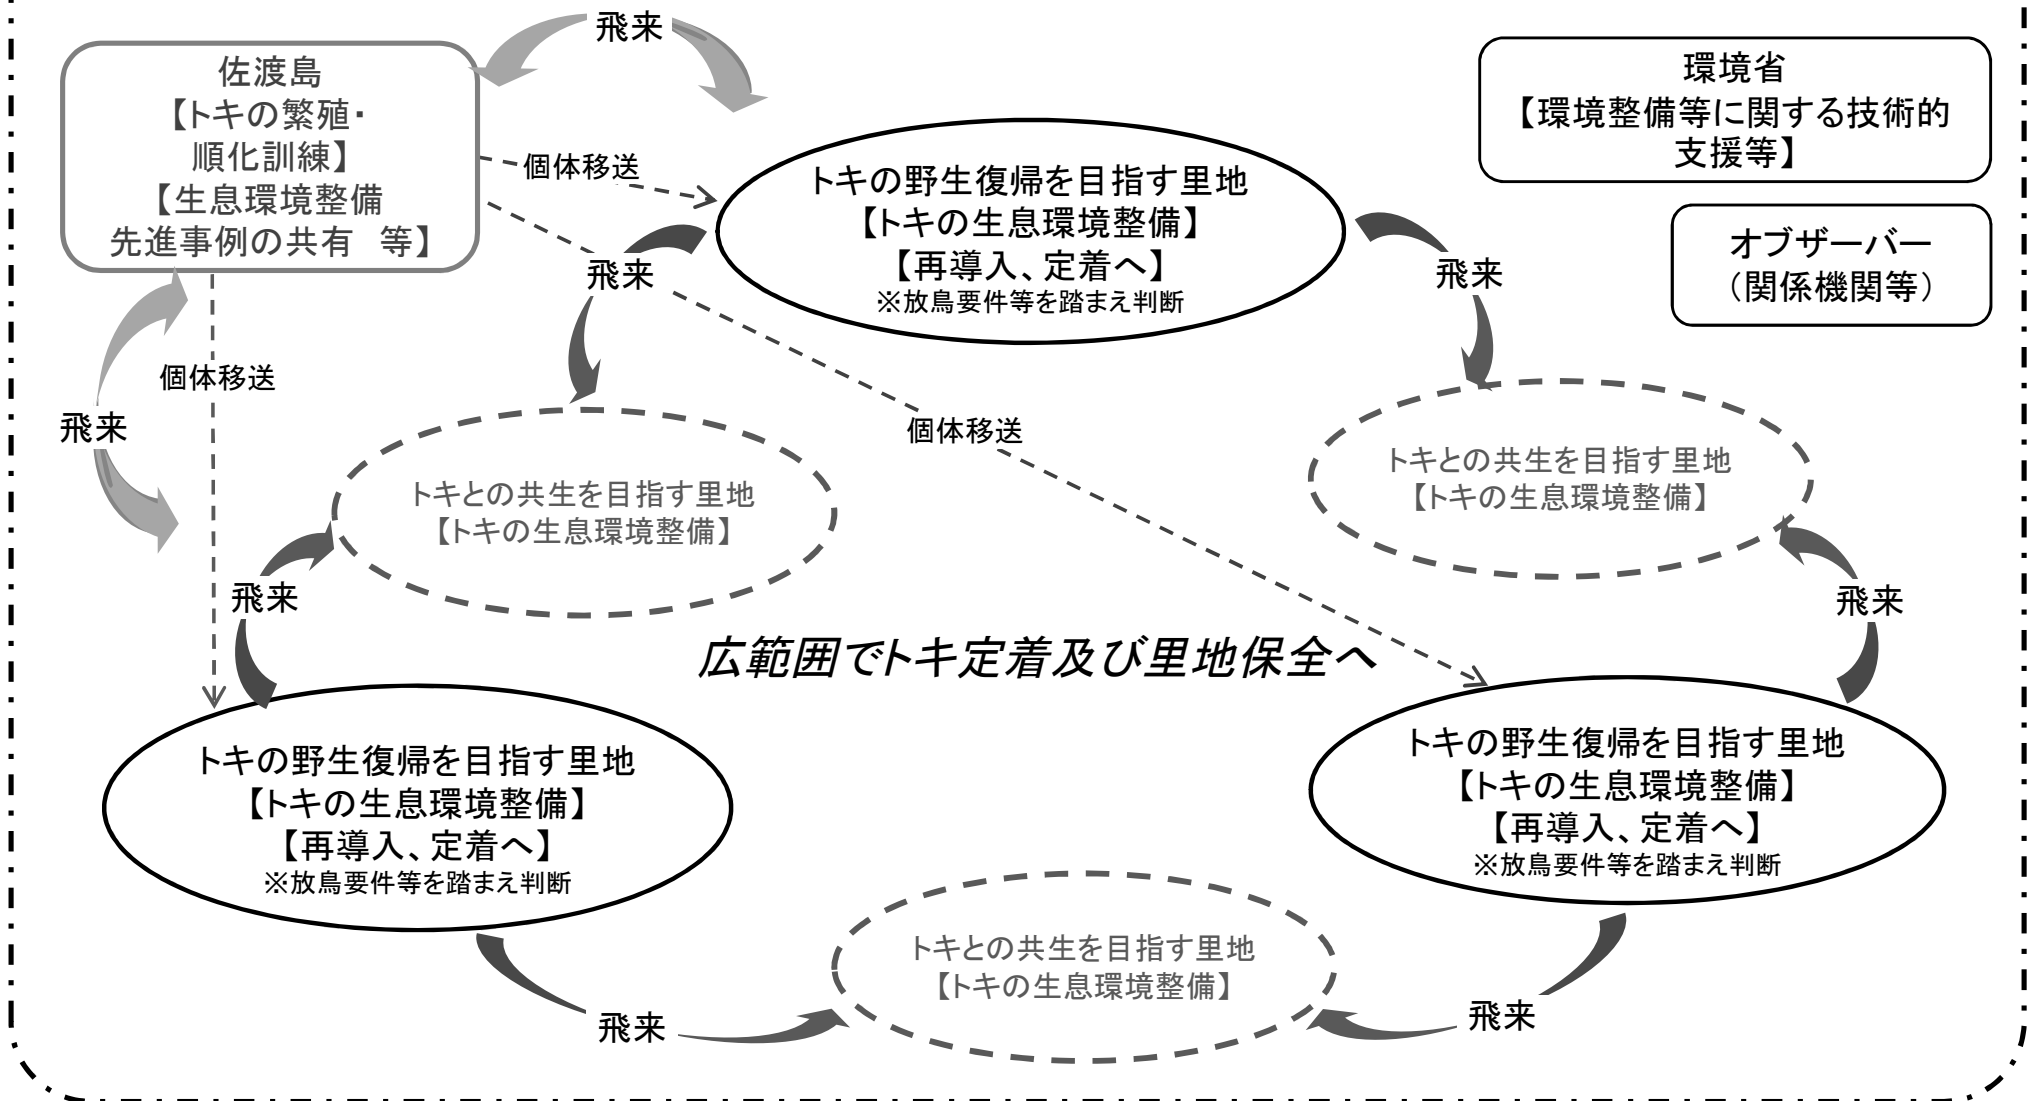 飛来
佐渡島
【トキの繁殖・
順化訓練】
【生息環境整備
先進事例の共有　等】
環境省
【環境整備等に関する技術的
支援等】
オブザーバー
（関係機関等）
個体移送
トキの野生復帰を目指す里地
【トキの生息環境整備】
【再導入、定着へ】
※放鳥要件等を踏まえ判断
飛来
飛来
個体移送
飛来
個体移送
トキとの共生を目指す里地
【トキの生息環境整備】
トキとの共生を目指す里地
【トキの生息環境整備】
飛来
飛来
広範囲でトキ定着及び里地保全へ
トキの野生復帰を目指す里地
【トキの生息環境整備】
【再導入、定着へ】
※放鳥要件等を踏まえ判断
トキの野生復帰を目指す里地
【トキの生息環境整備】
【再導入、定着へ】
※放鳥要件等を踏まえ判断
トキとの共生を目指す里地
【トキの生息環境整備】
飛来
飛来